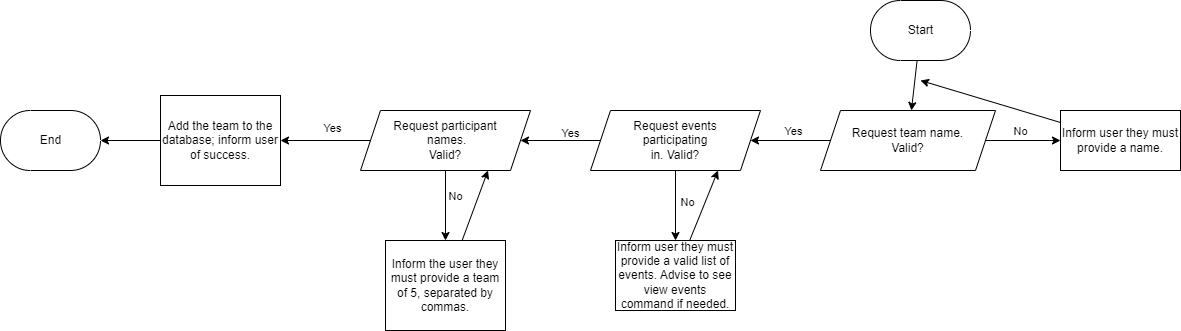 Start
Request team name.
Valid?
No
Inform user they must
provide a name.
Yes
Request events
participating
in. Valid?
No
Inform user they must
provide a valid list of
events. Advise to see
view events
command if needed.
Yes
Request participant
names.
Valid?
No
Inform the user they
must provide a team
of 5, separated by
commas.
Yes
Add the team to the
database; inform user
of success.
End